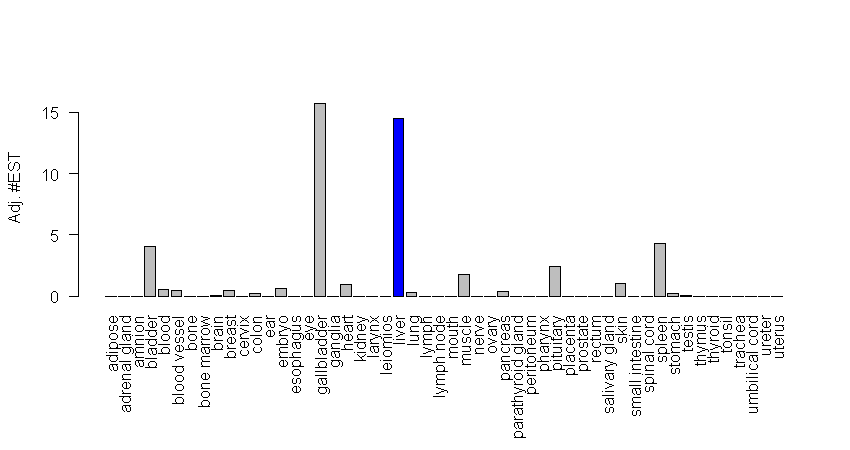 Adj. #EST
15
10
5
0
adipose
adrenal gland
amnion
bladder
blood
blood vessel
bone
bone marrow
brain
breast
cervix
colon
ear
embryo
esophagus
eye
gallbladder
ganglia
heart
kidney
larynx
leiomios
liver
lung
lymph
lymph node
mouth
muscle
nerve
ovary
pancreas
parathyroid gland
peritoneum
pharynx
pituitary
placenta
prostate
rectum
salivary gland
skin
small intestine
spinal cord
spleen
stomach
testis
thymus
thyroid
tonsil
trachea
umbilical cord
ureter
uterus